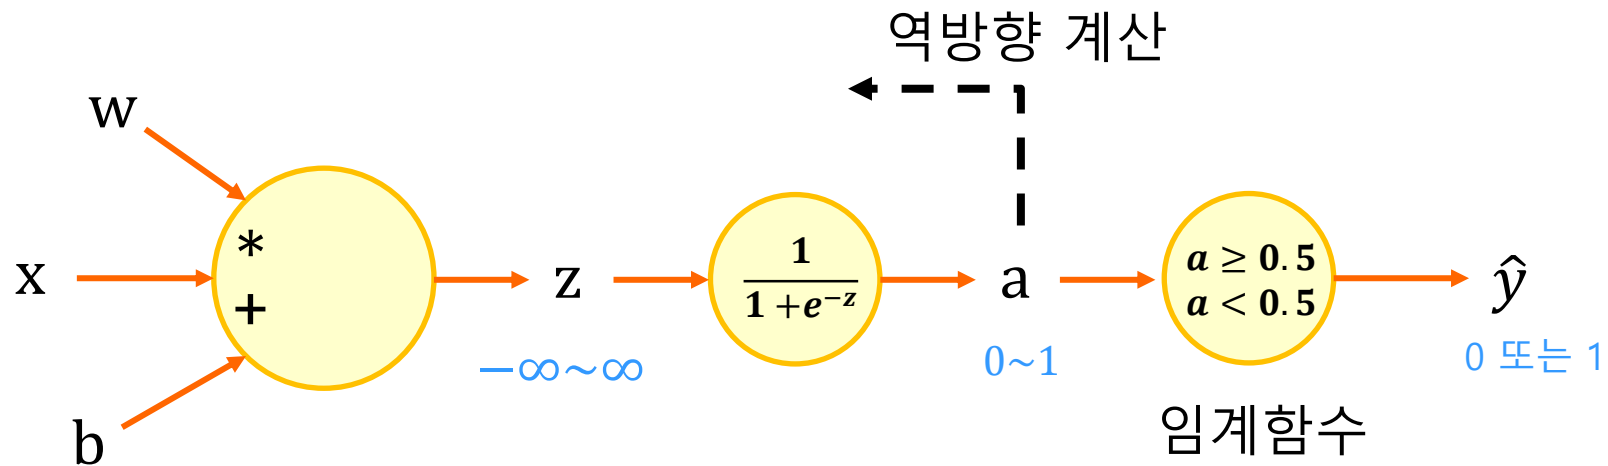 역방향 계산
w
x
*
+
b
z
−∞~∞
1
1 +e^{−z}
a
0~1
a ≥ 0.5
a < 0.5
임계함수
ŷ
0 또는 1